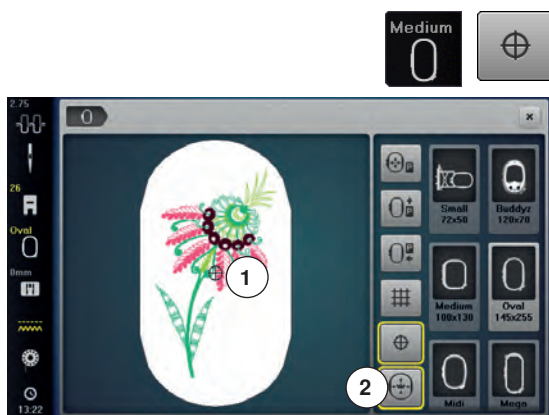 Medium
2.75
26
Oval
0mm
13:22
1
2
Small
72x50
Buddyz
120x70
Medium
100x130
Oval
145x255
Midi
Mega